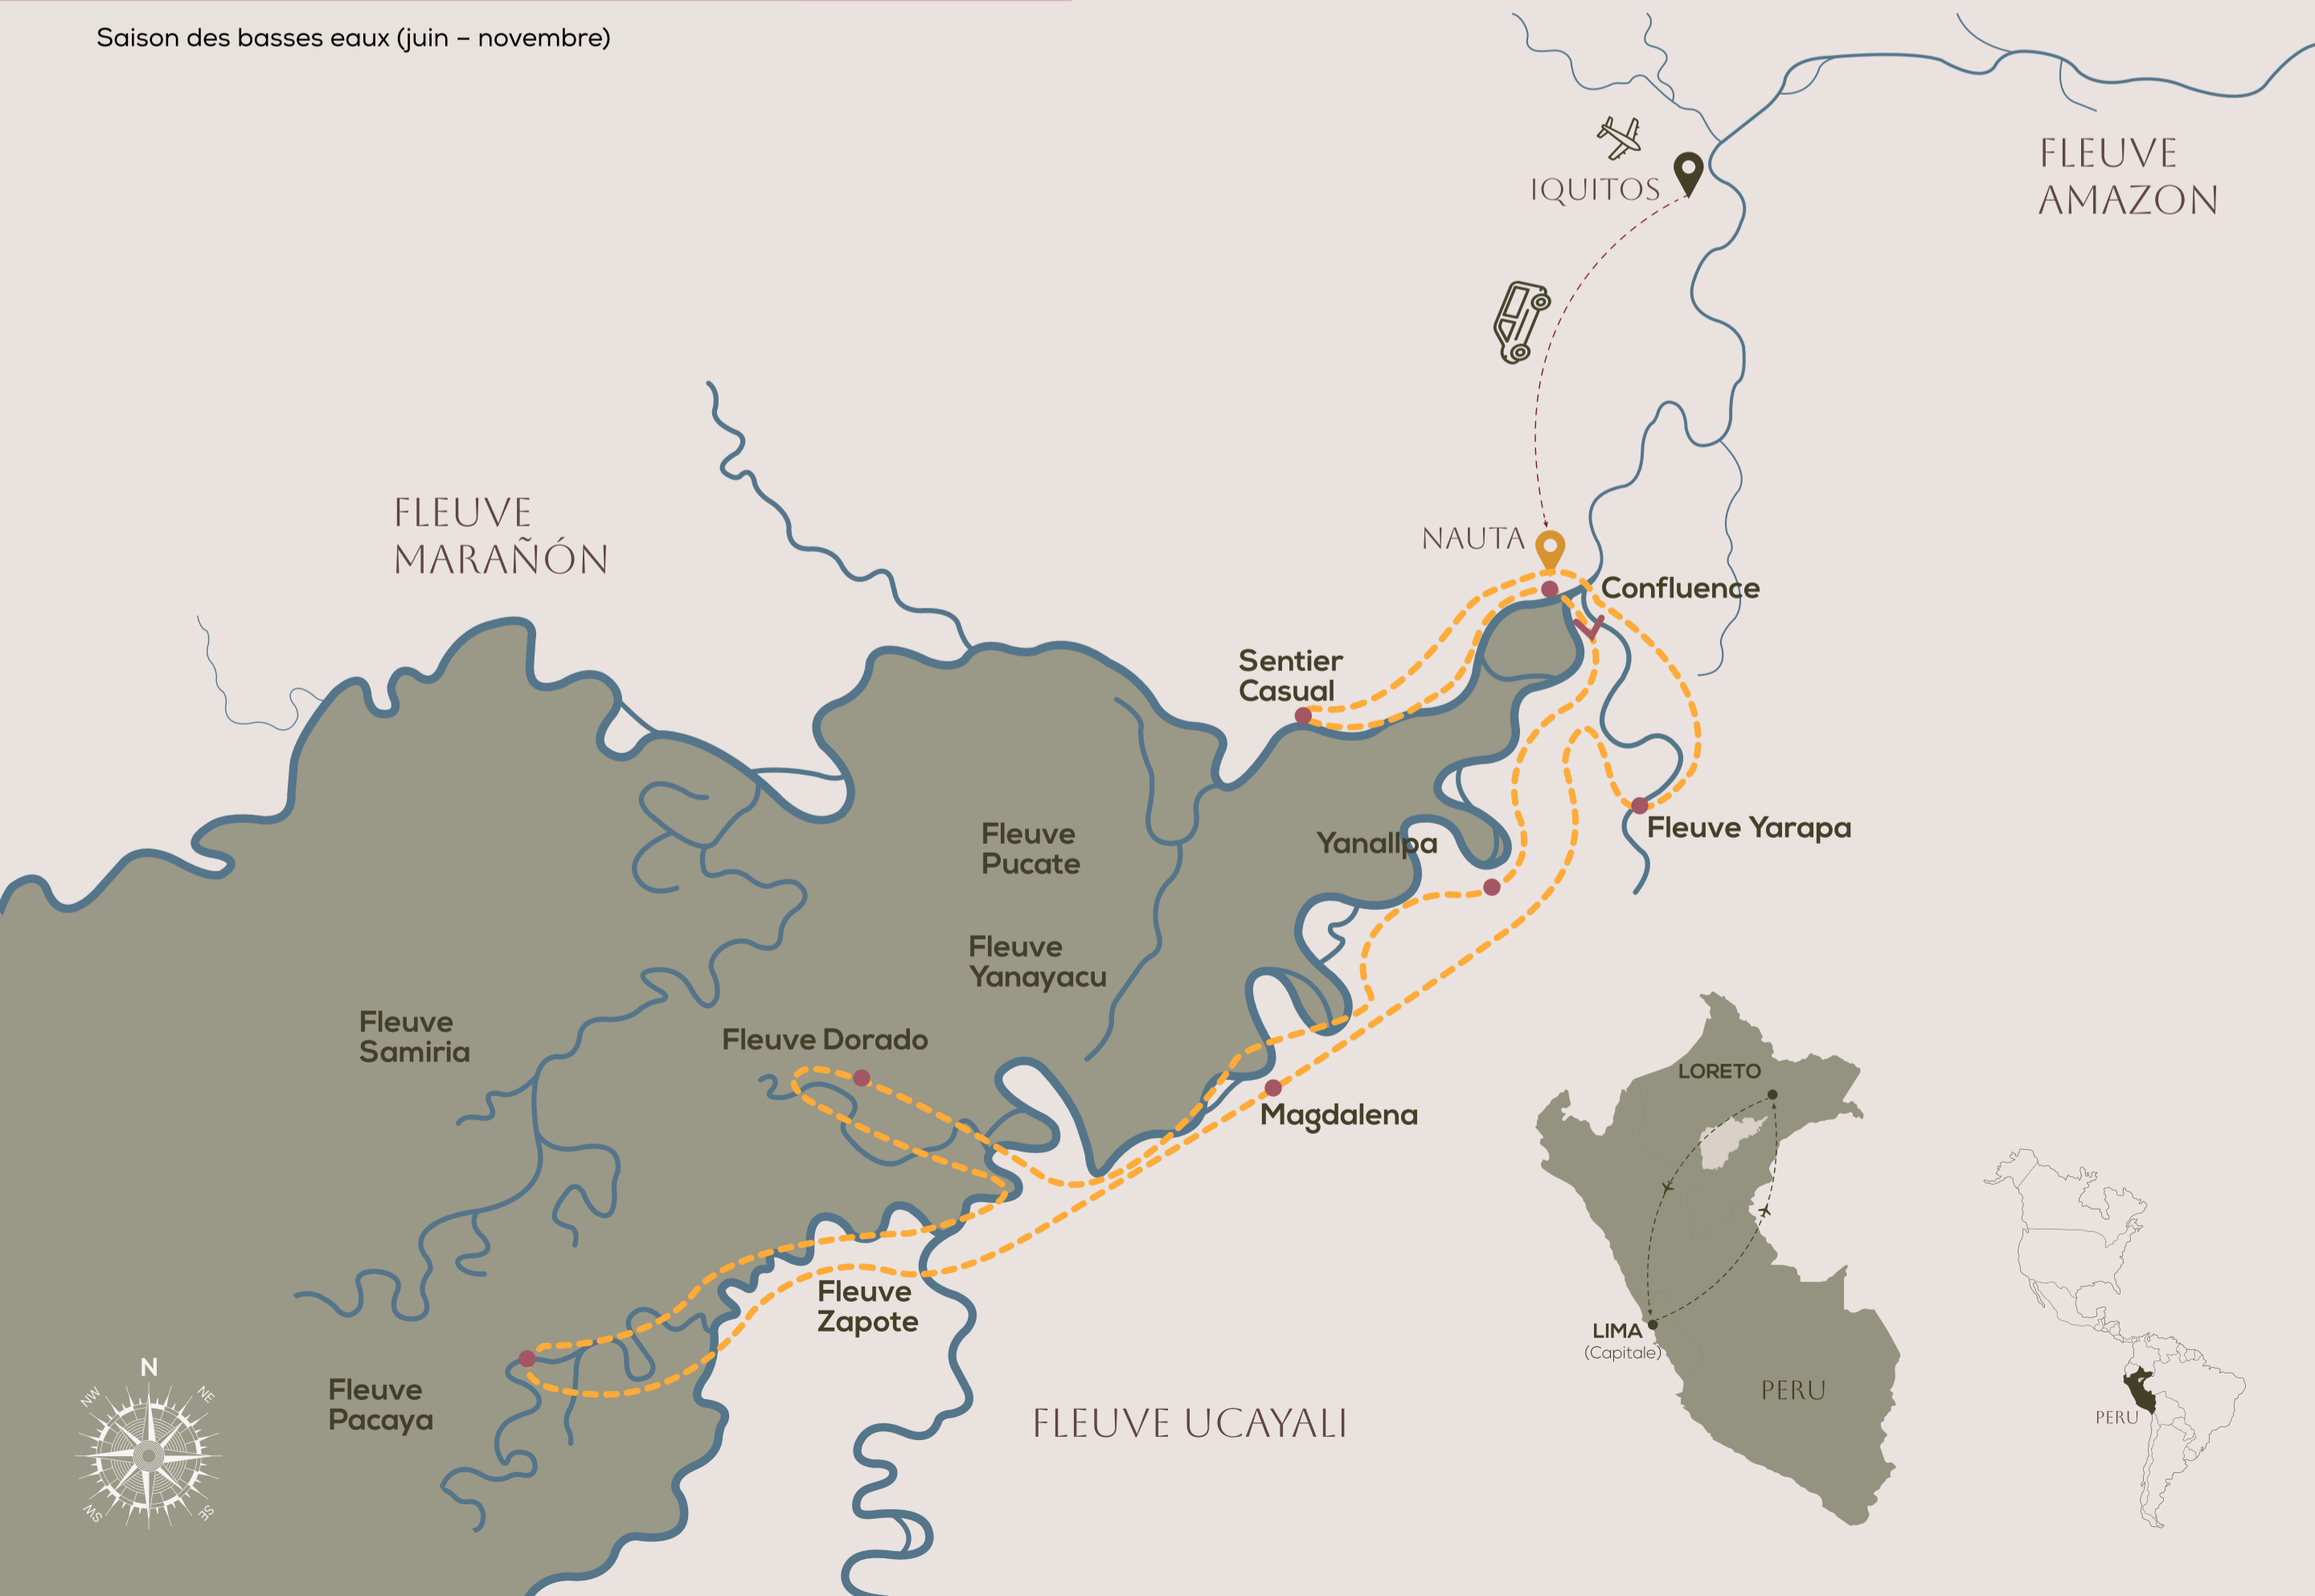 Saison des basses eaux (juin – novembre)
FLEUVE
AMAZON
IQUITOS
FLEUVE
MARAÑÓN
NAUTA
Confluence
Sentier
Casual
Fleuve
Pucate
Yanallpa
Fleuve Yarapa
Fleuve
Yanayacu
Fleuve
Samiria
Fleuve Dorado
Magdalena
LORETO
Fleuve
Zapote
LIMA
(Capitale)
PERU
PERU
Fleuve
Pacaya
FLEUVE UCAYALI
N
NW
NE
SW
SE